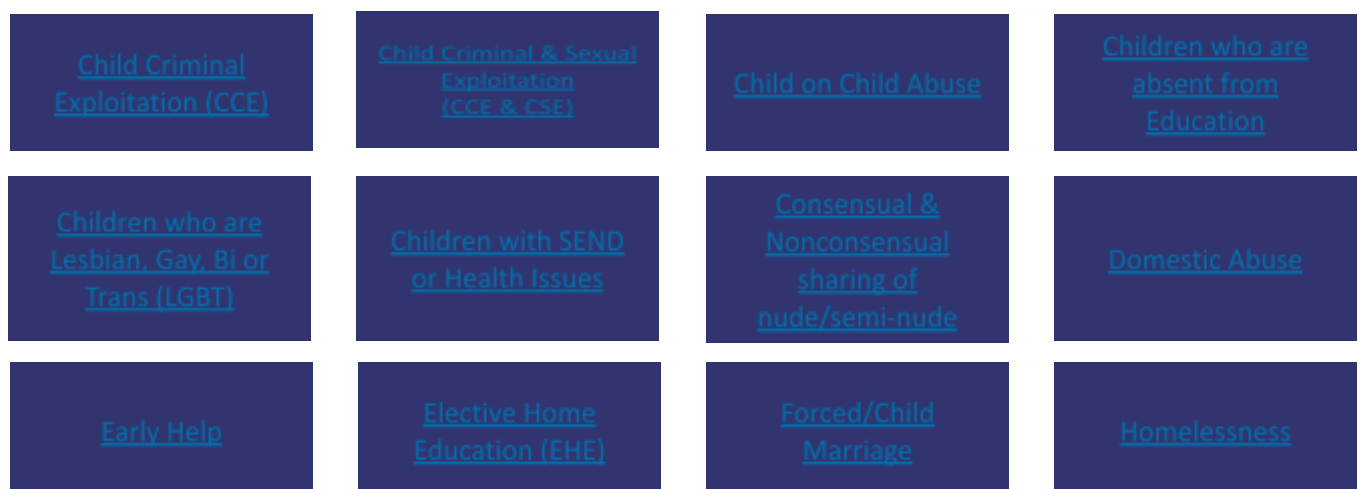 Child Criminal
Exploitation (CCE)
Child Criminal & Sexual
Exploitation
(CCE & CSE)
Child on Child Abuse
Children who are
absent from
Education
Children who are
Lesbian, Gay, Bi or
Trans (LGBT)
Children with SEND
or Health Issues
Consensual &
Nonconsensual
sharing of
nude/semi-nude
Domestic Abuse
Early Help
Elective Home
Education (EHE)
Forced/Child
Marriage
Homelessness